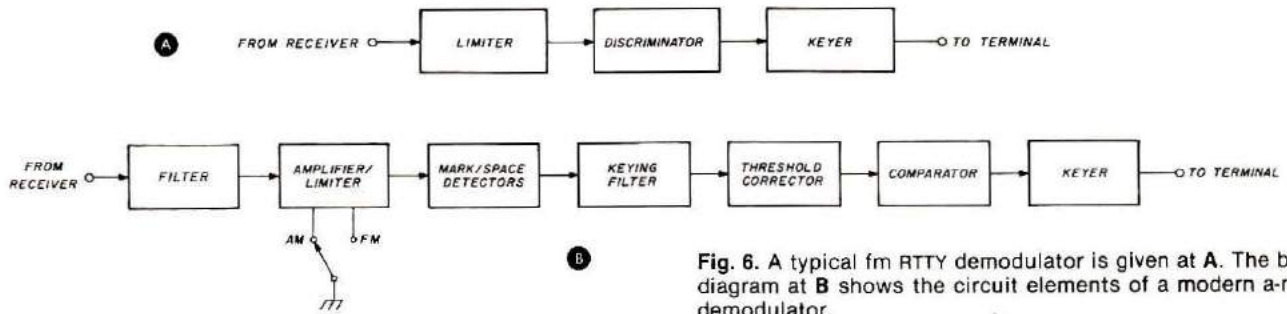 A
FROM RECEIVER
LIMITER
DISCRIMINATOR
KEYER
TO TERMINAL
FROM
RECEIVER
FILTER
AMPLIFIER/
LIMITER
MARK/SPACE
DETECTORS
KEYING
FILTER
THRESHOLD
CORRECTOR
COMPARATOR
KEYER
TO TERMINAL
AM
FM
B
Fig. 6. A typical fm RTTY demodulator is given at A. The b
diagram at B shows the circuit elements of a modern a-
demodulator.